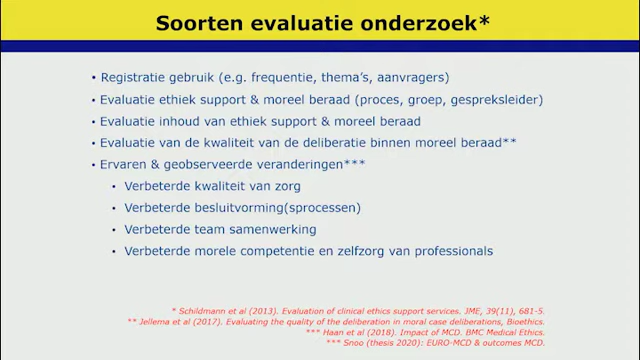 Soorten evaluatie onderzoek*
• Registratie gebruik (e.g. frequentie, thema's, aanvragers)
• Evaluatie ethiek support & moreel beraad (proces, groep, gespreksleider)
• Evaluatie inhoud van ethiek support & moreel beraad
• Evaluatie van de kwaliteit van de deliberatie binnen moreel beraad**
• Ervaren & geobserveerde veranderingen***
• Verbeterde kwaliteit van zorg
• Verbeterde besluitvorming(sprocessen)
• Verbeterde team samenwerking
• Verbeterde morele competentie en zelfzorg van professionals
* Schildmann et al (2013). Evaluation of clinical ethics support services. JME, 39(11), 681-5.
** Jellema et al (2017). Evaluating the quality of the deliberation in moral case deliberations, Bioethics.
*** Haan et al (2018). Impact of MCD. BMC Medical Ethics.
*** Snoo (thesis 2020): EURO-MCD & outcomes MCD.